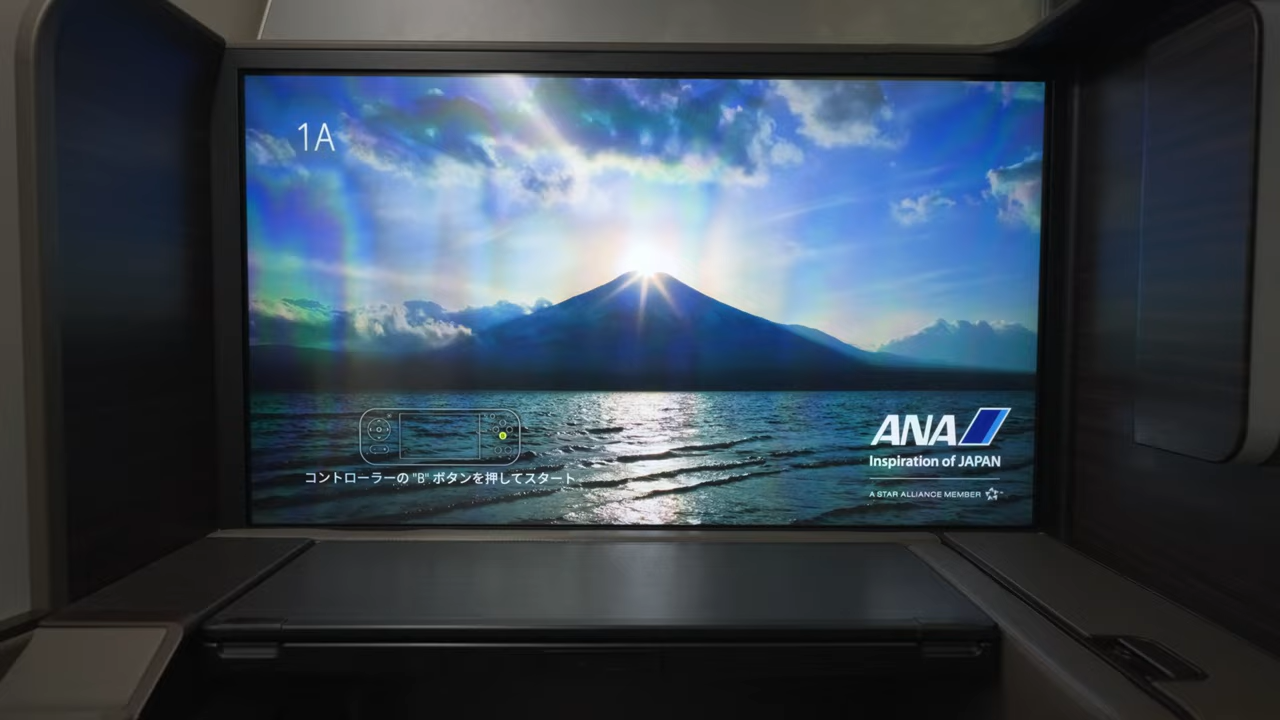 1A
コントローラーの "B" ボタンを押してスタート
ANA
Inspiration of JAPAN
A STAR ALLIANCE MEMBER